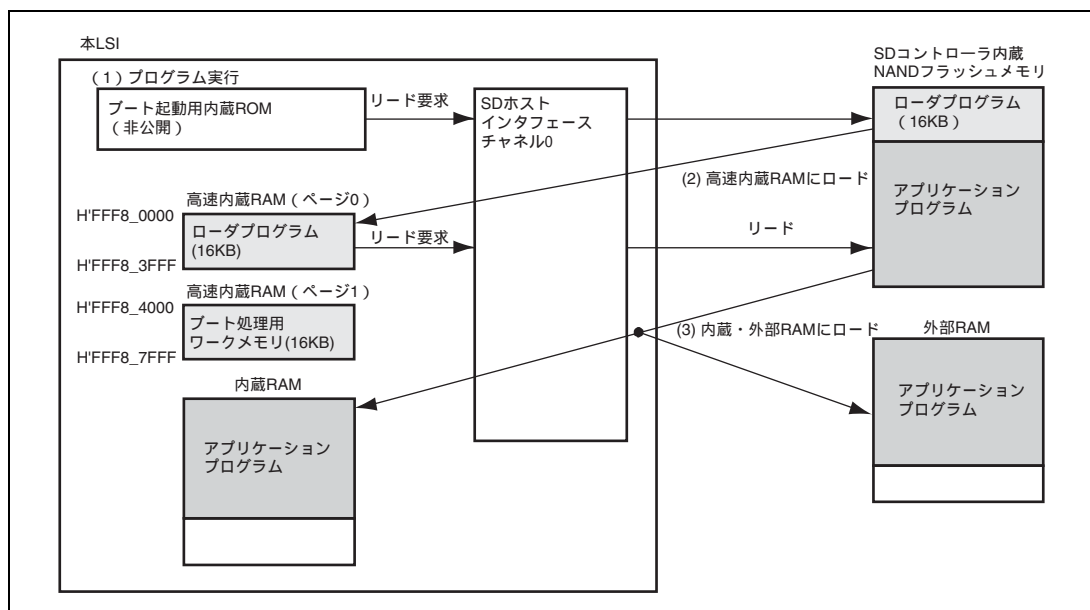 本LSI
(1)プログラム実行
ブート起動用内蔵ROM
(非公開)
リード要求
SDホスト
インタフェース
チャネル0
SDコントローラ内蔵
NANDフラッシュメモリ
ローダプログラム
(16KB)
アプリケーション
プログラム
(2) 高速内蔵RAMにロード
高速内蔵RAM(ページ0)
H'FFF8_0000
ローダプログラム
(16KB)
リード要求
リード
H'FFF8_3FFF
高速内蔵RAM(ページ1)
H'FFF8_4000
ブート処理用
ワークメモリ(16KB)
H'FFF8_7FFF
(3) 内蔵・外部RAMにロード
外部RAM
アプリケーション
プログラム
内蔵RAM
アプリケーション
プログラム